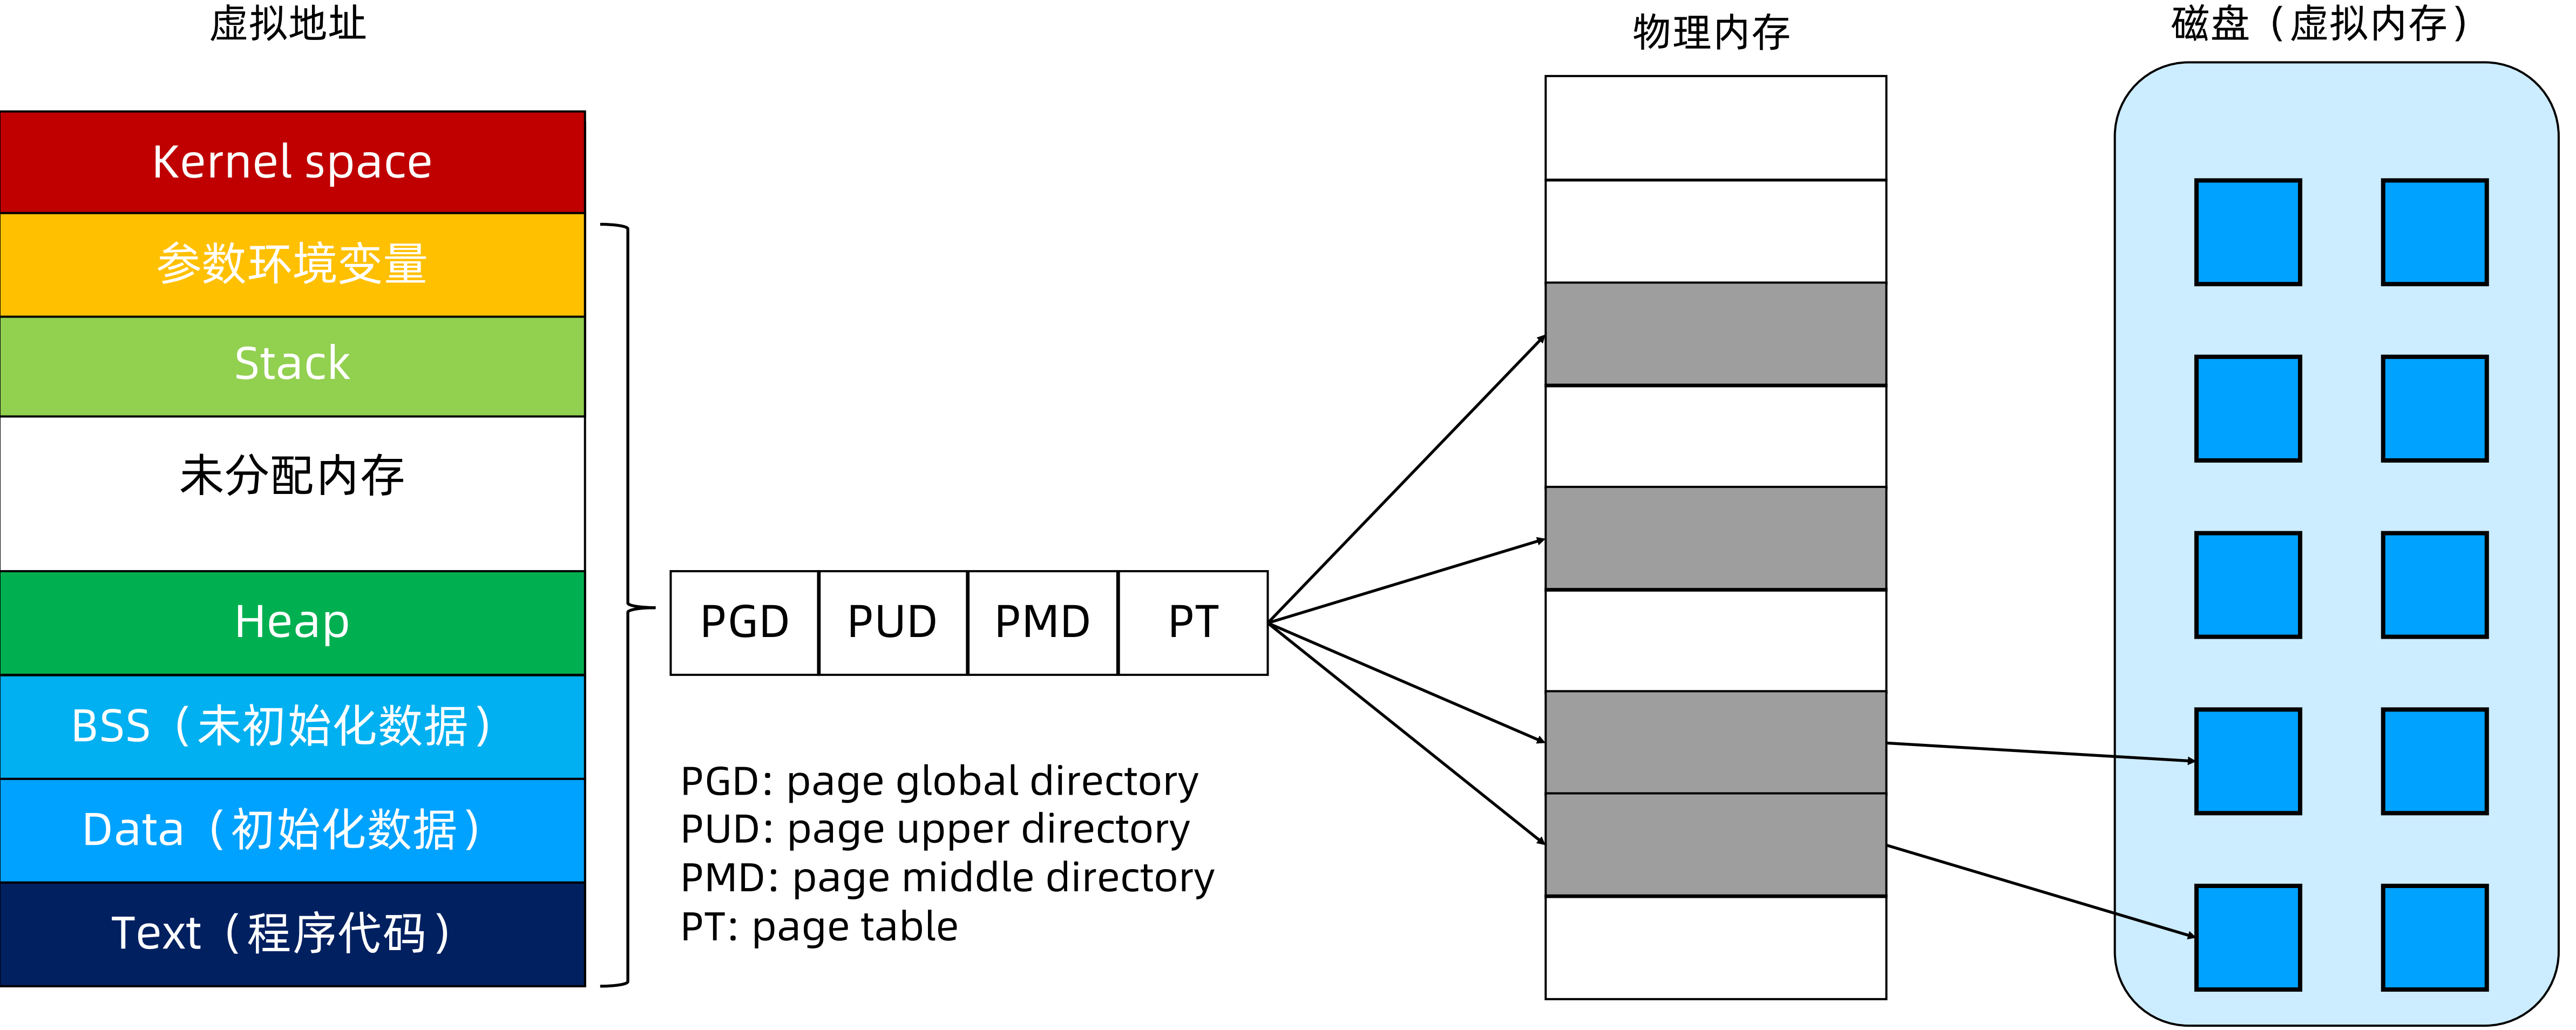 虚拟地址
Kernel space
参数环境变量
Stack
未分配内存
Heap
BSS（未初始化数据）
Data（初始化数据）
Text（程序代码）
PGD
PUD
PMD
PT
PGD: page global directory
PUD: page upper directory
PMD: page middle directory
PT: page table
物理内存
磁盘（虚拟内存）